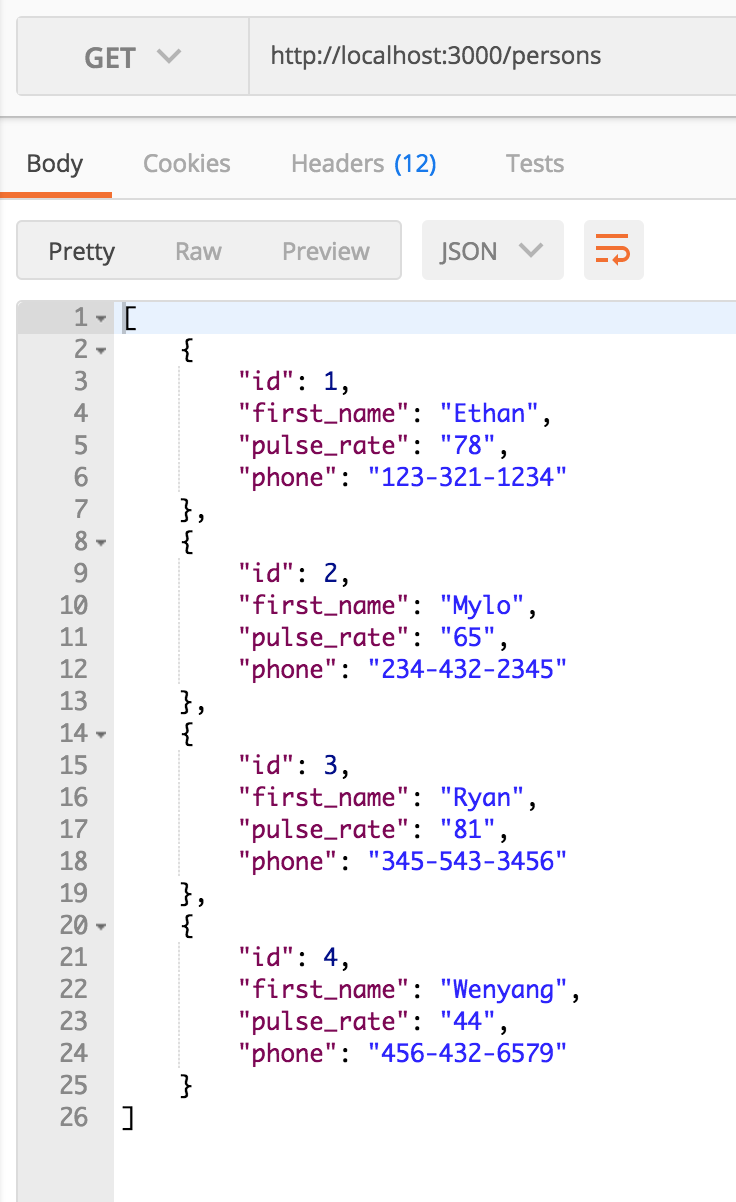 GET http://localhost:3000/persons
Body Cookies Headers (12) Tests
Pretty Raw Preview JSON
1 [
2 {
3 "id": 1,
4 "first_name": "Ethan",
5 "pulse_rate": "78",
6 "phone": "123-321-1234"
7 },
8 {
9 "id": 2,
10 "first_name": "Mylo",
11 "pulse_rate": "65",
12 "phone": "234-432-2345"
13 },
14 {
15 "id": 3,
16 "first_name": "Ryan",
17 "pulse_rate": "81",
18 "phone": "345-543-3456"
19 },
20 {
21 "id": 4,
22 "first_name": "Wenyang",
23 "pulse_rate": "44",
24 "phone": "456-432-6579"
25 }
26 ]